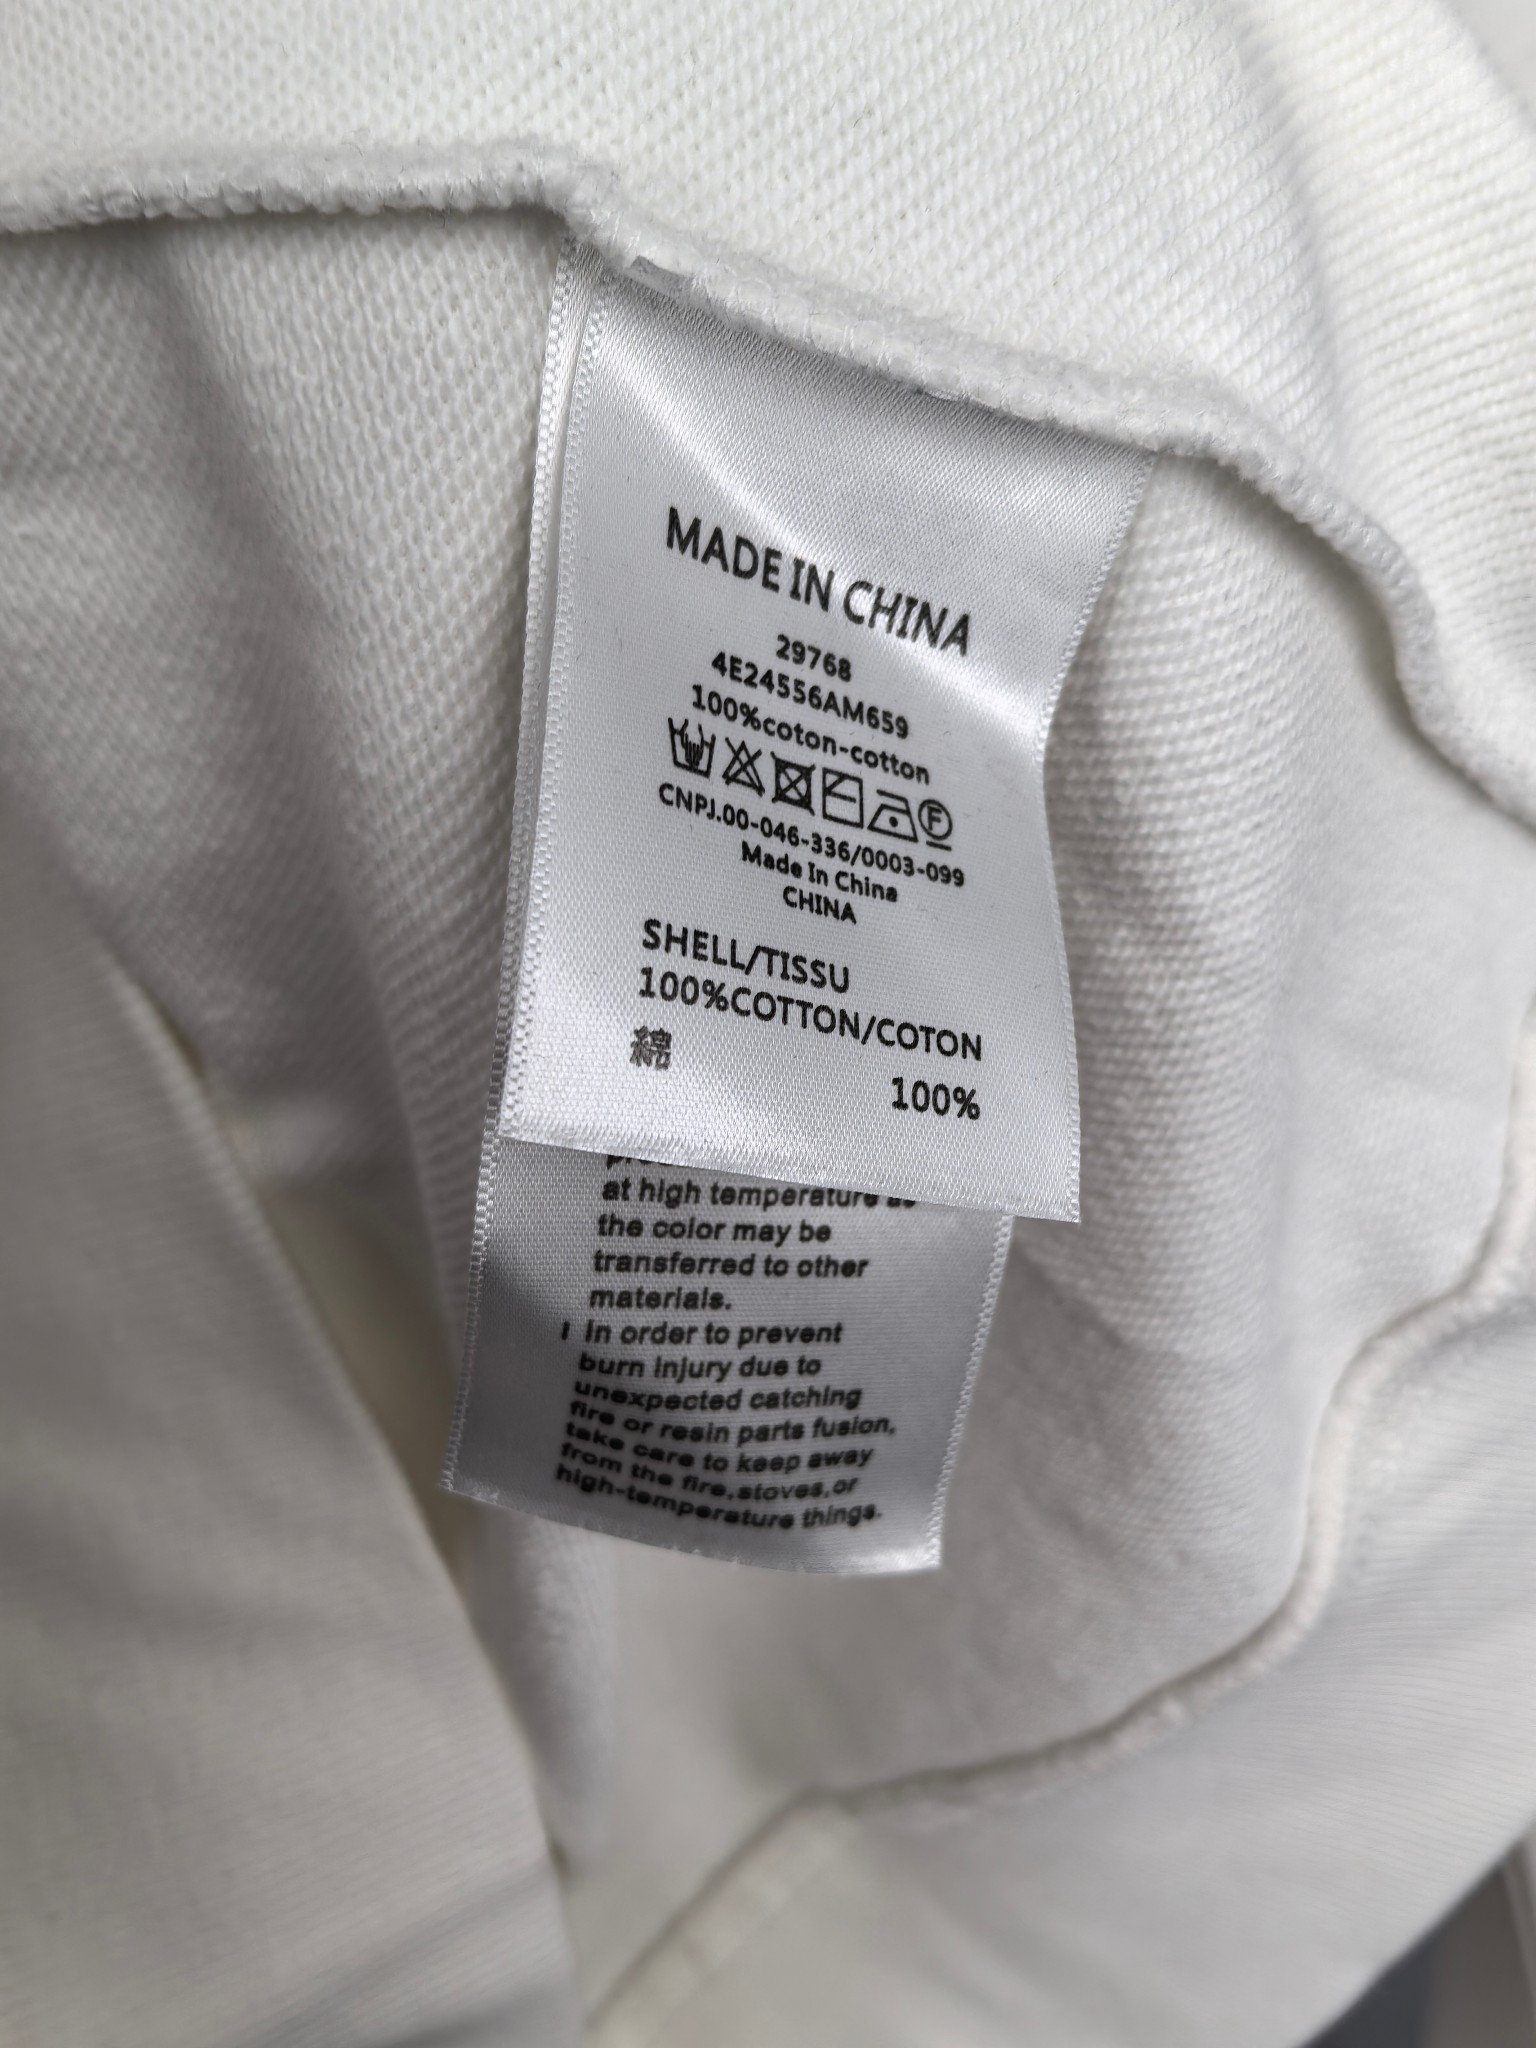 MADE IN CHINA
29768
4E24556AM659
100%coton-cotton
F
CNPJ.00-046-336/0003-099
Made In China
CHINA
SHELL/TISSU
100%COTTON/COTON
綿 100%
at high temperature as
the color may be
transferred to other
materials.
I In order to prevent
burn injury due to
unexpected catching
fire or resin parts fusion,
take care to keep away
from the fire,stoves,or
high-temperature things.